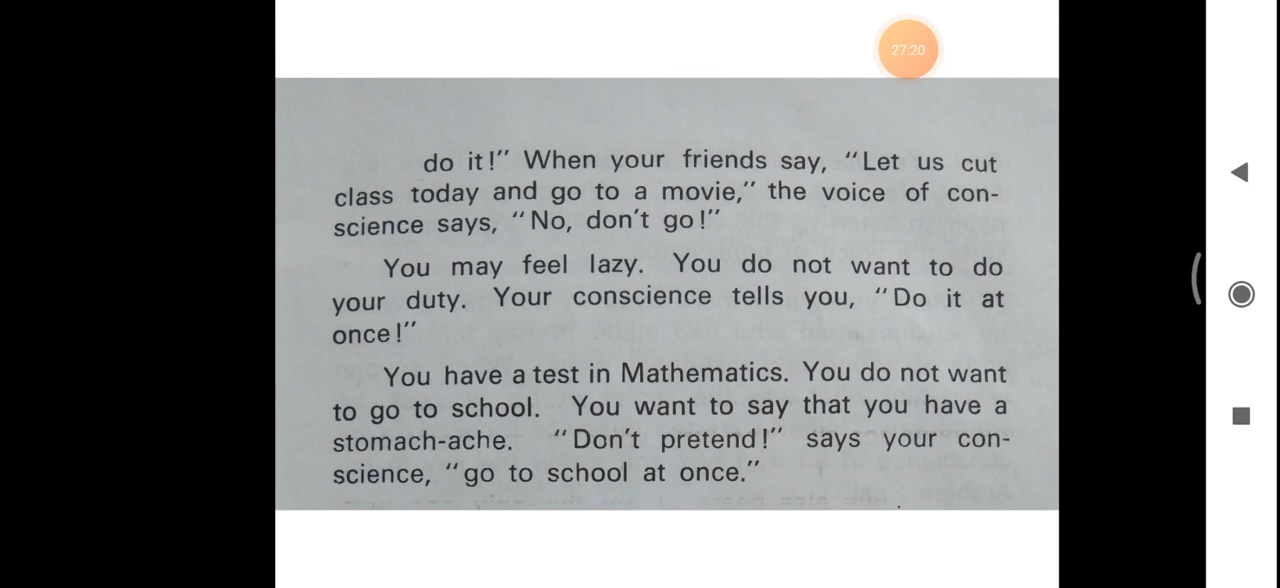 27:20
do it!” When your friends say, “Let us cut
class today and go to a movie,” the voice of con-
science says, “No, don't go!”
You may feel lazy. You do not want to do
your duty. Your conscience tells you, “Do it at
once!”
You have a test in Mathematics. You do not want
to go to school. You want to say that you have a
stomach-ache. “Don't pretend!” says your con-
science, “go to school at once.”